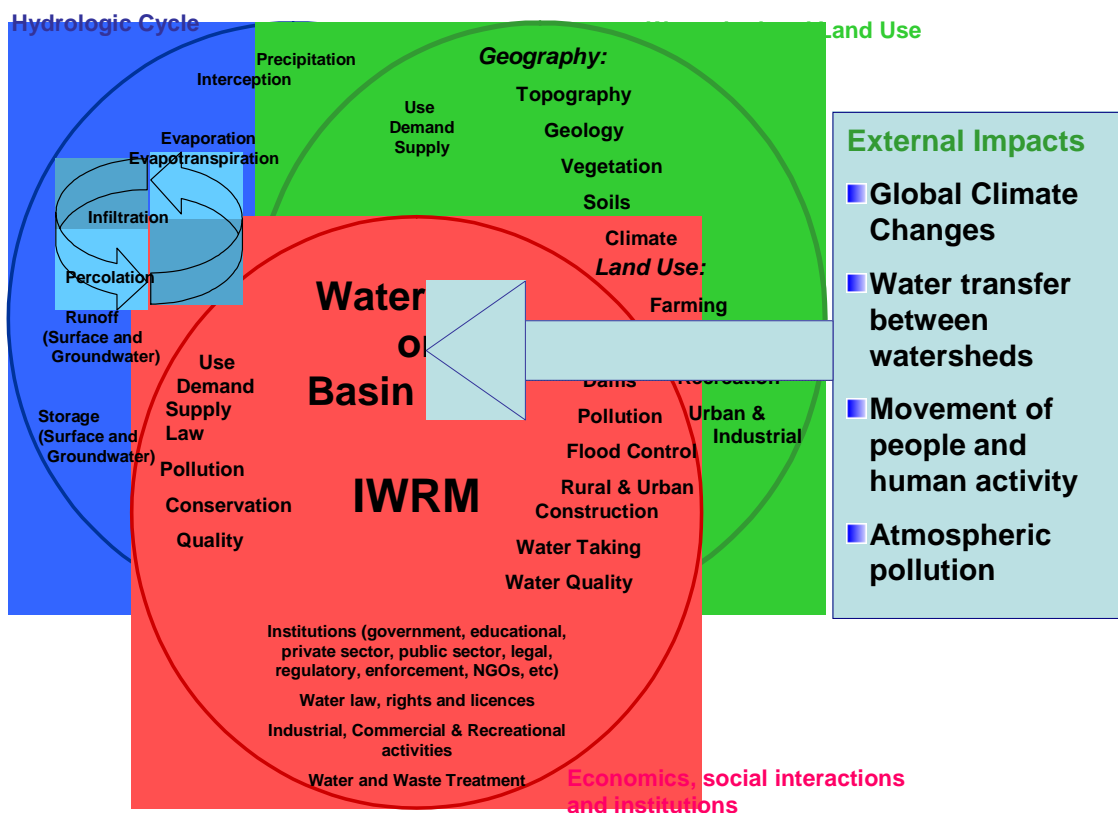 Hydrologic Cycle
Land Use
Precipitation
Interception
Evaporation
Evapotranspiration
Infiltration
Percolation
Runoff
(Surface and
Groundwater)
Storage
(Surface and
Groundwater)
Use
Demand
Supply
Geography:
Topography
Geology
Vegetation
Soils
Climate
Land Use:
Farming
Recreation
Urban &
Industrial
Water
Basin
IWRM
Use
Demand
Supply
Law
Pollution
Conservation
Quality
Dams
Pollution
Flood Control
Rural & Urban
Construction
Water Taking
Water Quality
Institutions (government, educational,
private sector, public sector, legal,
regulatory, enforcement, NGOs, etc)
Water law, rights and licences
Industrial, Commercial & Recreational
activities
Water and Waste Treatment
Economics, social interactions
and institutions
External Impacts
Global Climate
Changes
Water transfer
between
watersheds
Movement of
people and
human activity
Atmospheric
pollution